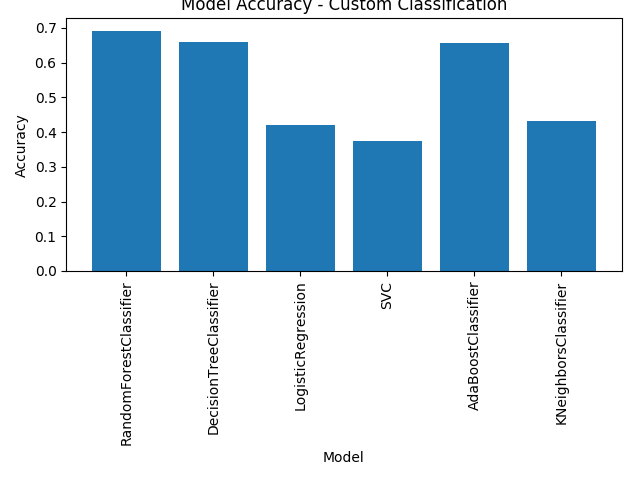 Model Accuracy - Custom Classification
Accuracy
0.7
0.6
0.5
0.4
0.3
0.2
0.1
0.0
RandomForestClassifier
DecisionTreeClassifier
LogisticRegression
SVC
AdaBoostClassifier
KNeighborsClassifier
Model